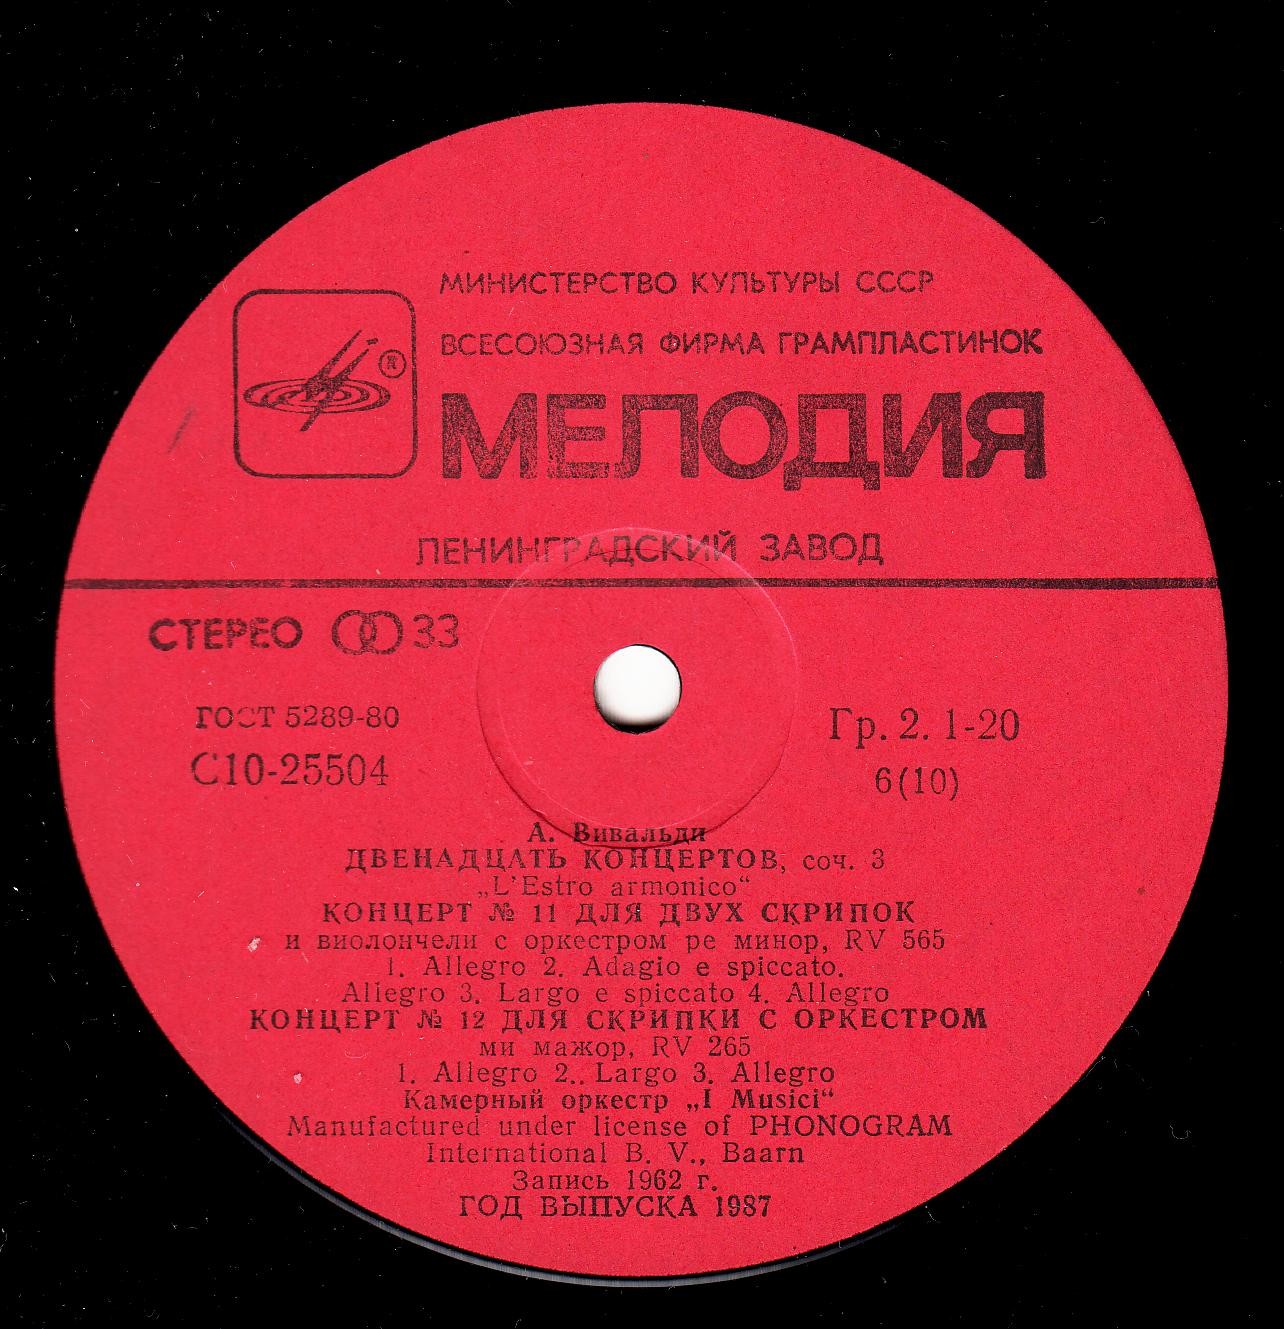 МИНИСТЕРСТВО КУЛЬТУРЫ СССР
ВСЕСОЮЗНАЯ ФИРМА ГРАМПЛАСТИНОК
®
МЕЛОДИЯ
ЛЕНИНГРАДСКИЙ ЗАВОД
СТЕРЕО 33
ГОСТ 5289-80
С10-25504
Гр. 2. 1-20
6(10)
А. Вивальди
ДВЕНАДЦАТЬ КОНЦЕРТОВ, соч. 3
„L'Estro armonico“
КОНЦЕРТ № 11 ДЛЯ ДВУХ СКРИПОК
и виолончели с оркестром ре минор, RV 565
1. Allegro 2. Adagio e spiccato.
Allegro 3. Largo e spiccato 4. Allegro
КОНЦЕРТ № 12 ДЛЯ СКРИПКИ С ОРКЕСТРОМ
ми мажор, RV 265
1. Allegro 2.. Largo 3. Allegro
Камерный оркестр „I Musici“
Manufactured under license of PHONOGRAM
International B. V., Baarn
Запись 1962 г.
ГОД ВЫПУСКА 1987